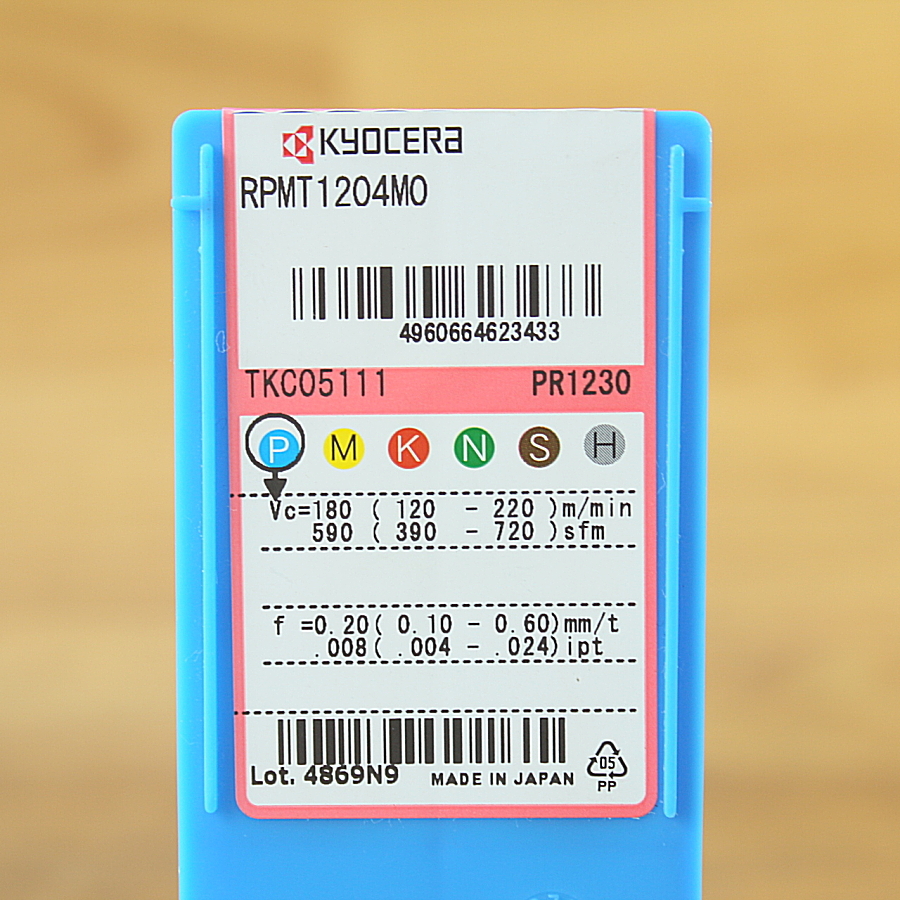 KYOCERA
RPMT1204M0
4960664623433
TKC05111 PR1230
P M K N S H
Vc=180 ( 120 - 220 )m/min
590 ( 390 - 720 )sfm
f =0.20( 0.10 - 0.60)mm/t
.008( .004 - .024)ipt
Lot. 4869N9 MADE IN JAPAN
05
PP